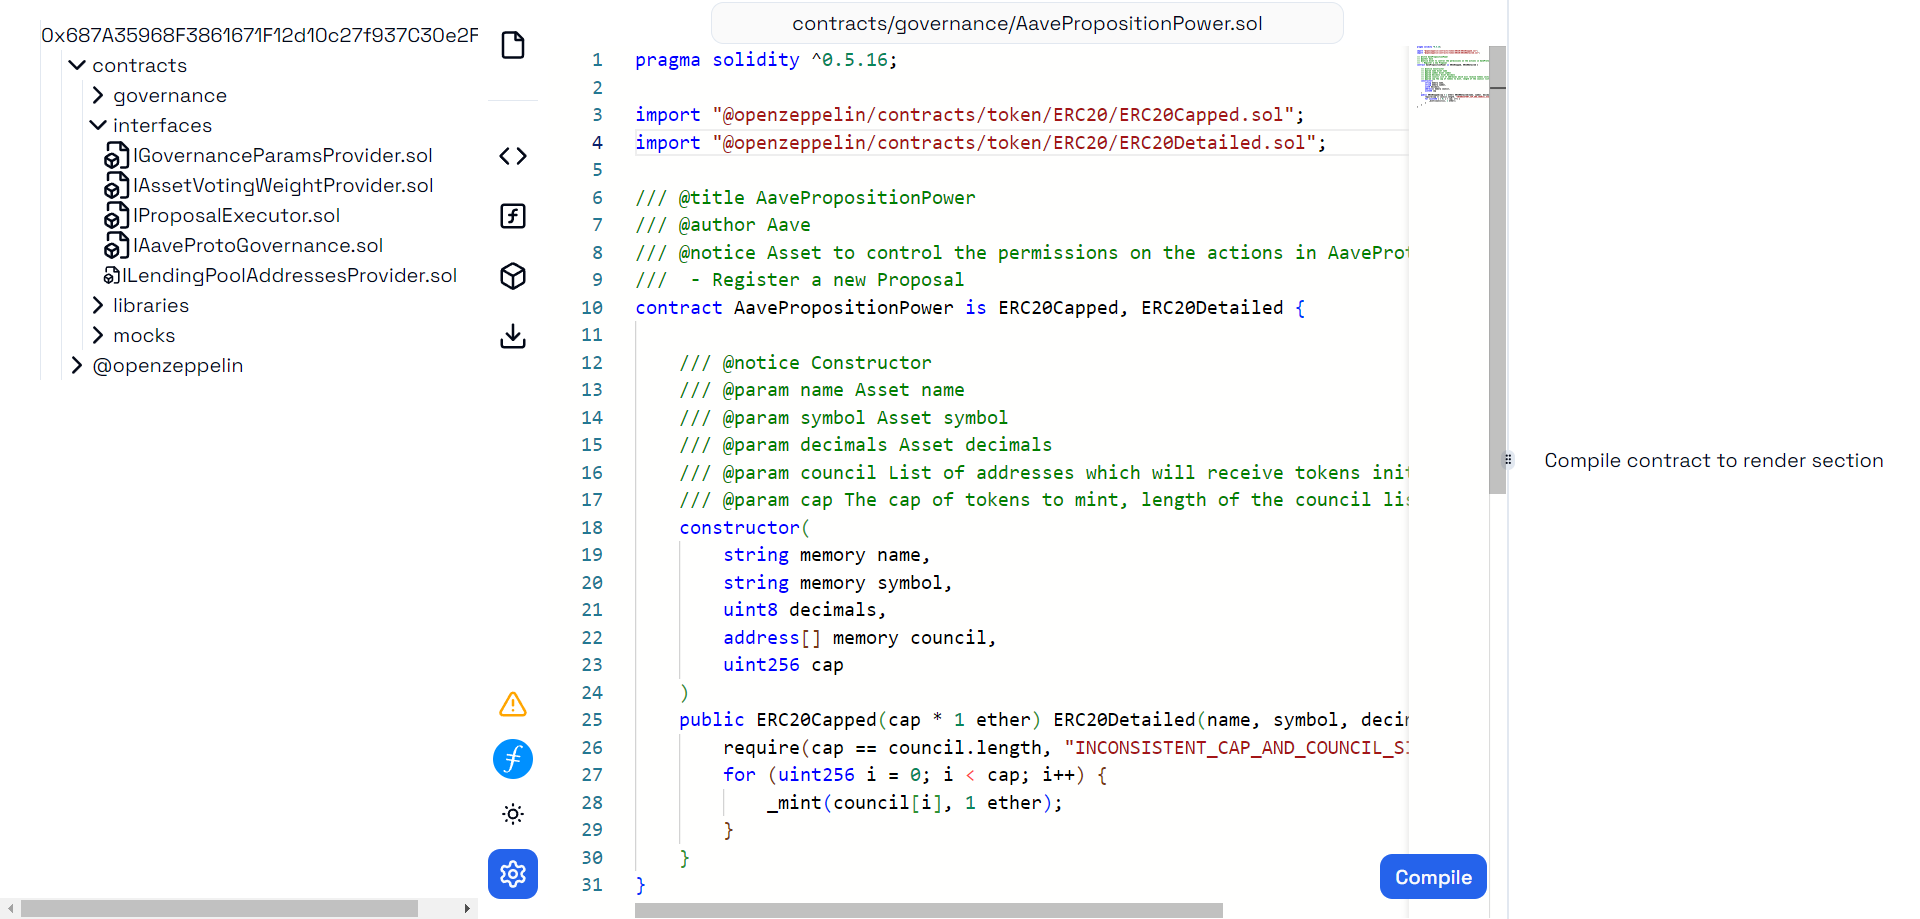 0x687A35968F3861671F12d10c27f937C30e2F
contracts
governance
interfaces
IGovernanceParamsProvider.sol
IAssetVotingWeightProvider.sol
IProposalExecutor.sol
IAaveProtoGovernance.sol
ILendingPoolAddressesProvider.sol
libraries
mocks
@openzeppelin
contracts/governance/AavePropositionPower.sol
1 pragma solidity ^0.5.16;
2
3 import "@openzeppelin/contracts/token/ERC20/ERC20Capped.sol";
4 import "@openzeppelin/contracts/token/ERC20/ERC20Detailed.sol";
5
6 /// @title AavePropositionPower
7 /// @author Aave
8 /// @notice Asset to control the permissions on the actions in AaveProt
9 ///  - Register a new Proposal
10 contract AavePropositionPower is ERC20Capped, ERC20Detailed {
11
12     /// @notice Constructor
13     /// @param name Asset name
14     /// @param symbol Asset symbol
15     /// @param decimals Asset decimals
16     /// @param council List of addresses which will receive tokens init
17     /// @param cap The cap of tokens to mint, length of the council lis
18     constructor(
19         string memory name,
20         string memory symbol,
21         uint8 decimals,
22         address[] memory council,
23         uint256 cap
24     )
25     public ERC20Capped(cap * 1 ether) ERC20Detailed(name, symbol, decim
26         require(cap == council.length, "INCONSISTENT_CAP_AND_COUNCIL_SI
27         for (uint256 i = 0; i < cap; i++) {
28             _mint(council[i], 1 ether);
29         }
30     }
31 }
Compile
Compile contract to render section